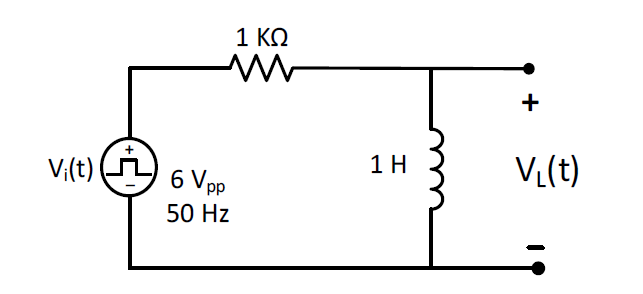 1 KΩ
+
Vi(t)
+
−
6 Vpp
50 Hz
1 H
+
VL(t)
−